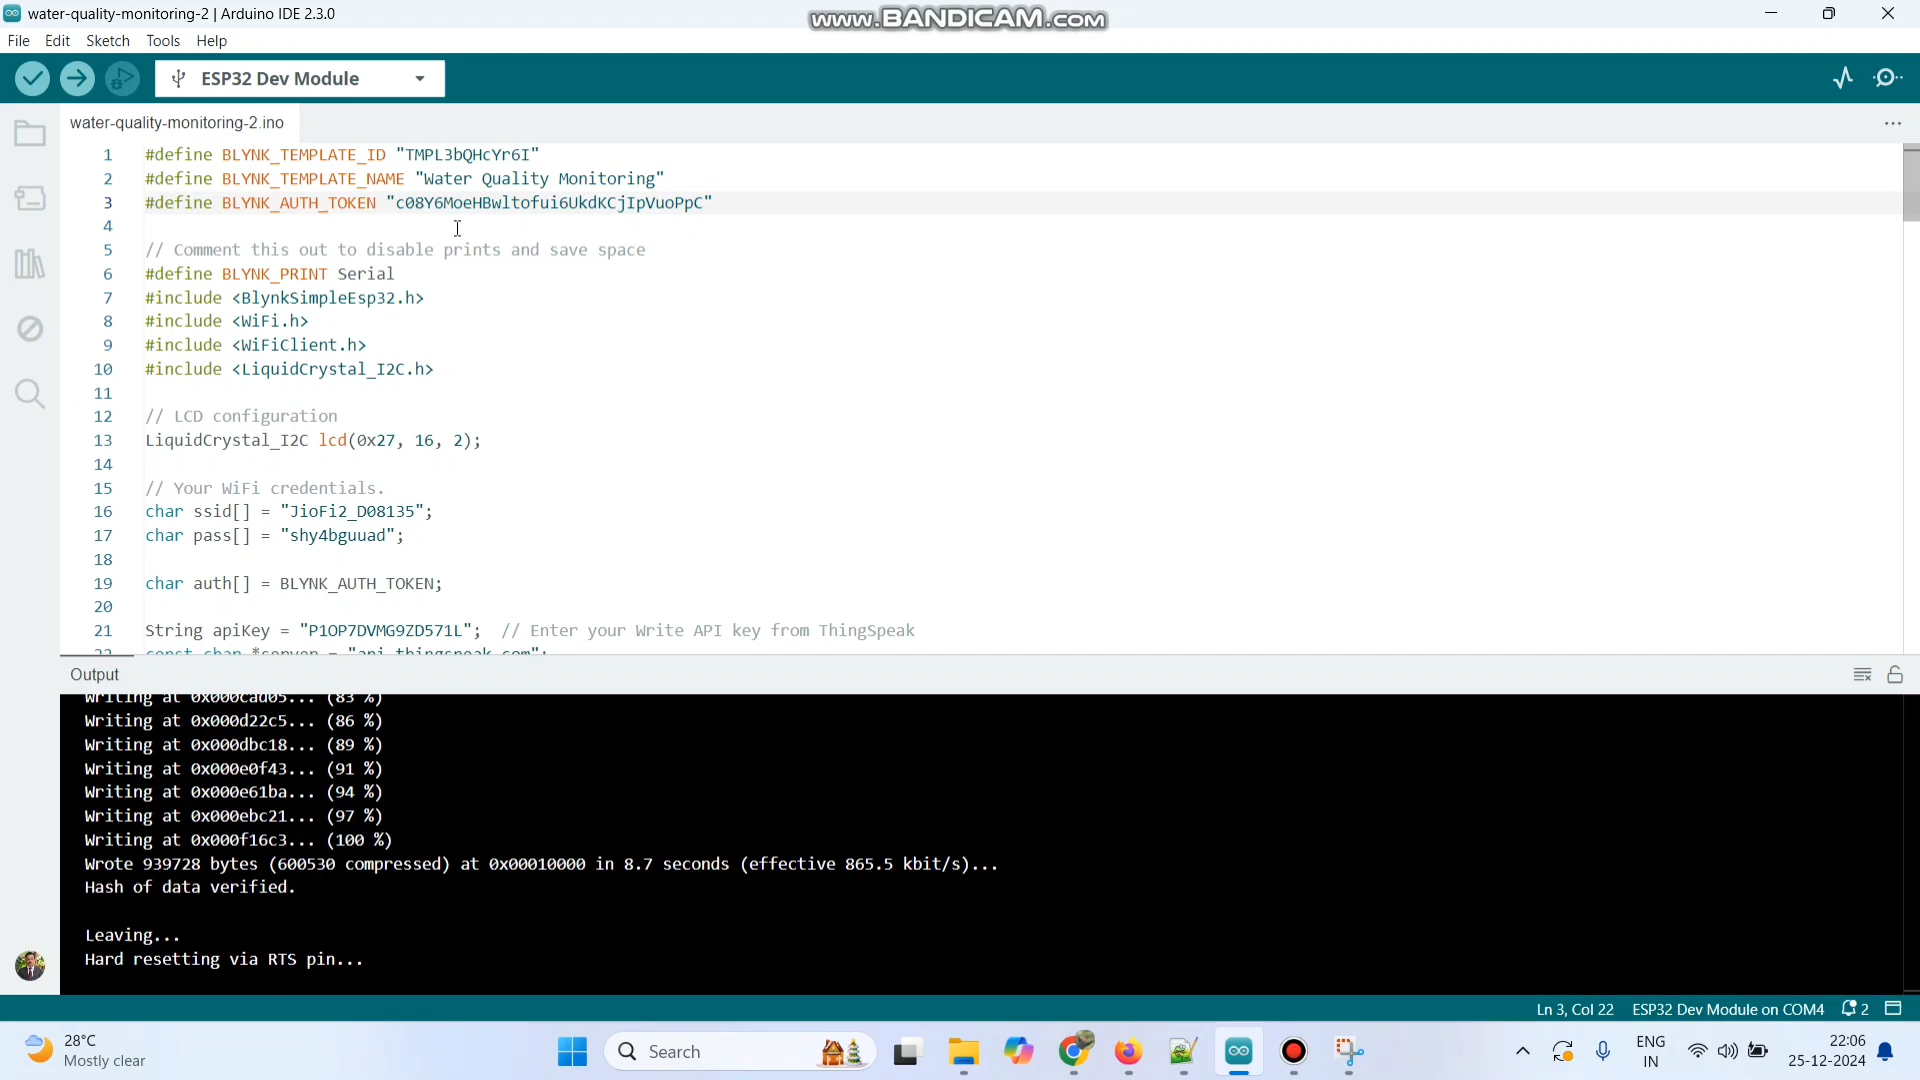 water-quality-monitoring-2 | Arduino IDE 2.3.0
www.BANDICAM.com
File Edit Sketch Tools Help
ESP32 Dev Module
water-quality-monitoring-2.ino
1 #define BLYNK_TEMPLATE_ID "TMPL3bQHcYr6I"
2 #define BLYNK_TEMPLATE_NAME "Water Quality Monitoring"
3 #define BLYNK_AUTH_TOKEN "c08Y6MoeHBwltofui6UkdKCjIpVuoPpC"
4
5 // Comment this out to disable prints and save space
6 #define BLYNK_PRINT Serial
7 #include <BlynkSimpleEsp32.h>
8 #include <WiFi.h>
9 #include <WiFiClient.h>
10 #include <LiquidCrystal_I2C.h>
11
12 // LCD configuration
13 LiquidCrystal_I2C lcd(0x27, 16, 2);
14
15 // Your WiFi credentials.
16 char ssid[] = "JioFi2_D08135";
17 char pass[] = "shy4bguuad";
18
19 char auth[] = BLYNK_AUTH_TOKEN;
20
21 String apiKey = "P1OP7DVMG9ZD571L"; // Enter your Write API key from ThingSpeak
22 const char *server = "api.thingspeak.com";
Output
Writing at 0x000cad05... (83 %)
Writing at 0x000d22c5... (86 %)
Writing at 0x000dbc18... (89 %)
Writing at 0x000e0f43... (91 %)
Writing at 0x000e61ba... (94 %)
Writing at 0x000ebc21... (97 %)
Writing at 0x000f16c3... (100 %)
Wrote 939728 bytes (600530 compressed) at 0x00010000 in 8.7 seconds (effective 865.5 kbit/s)...
Hash of data verified.
Leaving...
Hard resetting via RTS pin...
Ln 3, Col 22 ESP32 Dev Module on COM4 2
28°C
Mostly clear
Search
ENG
IN
22:06
25-12-2024